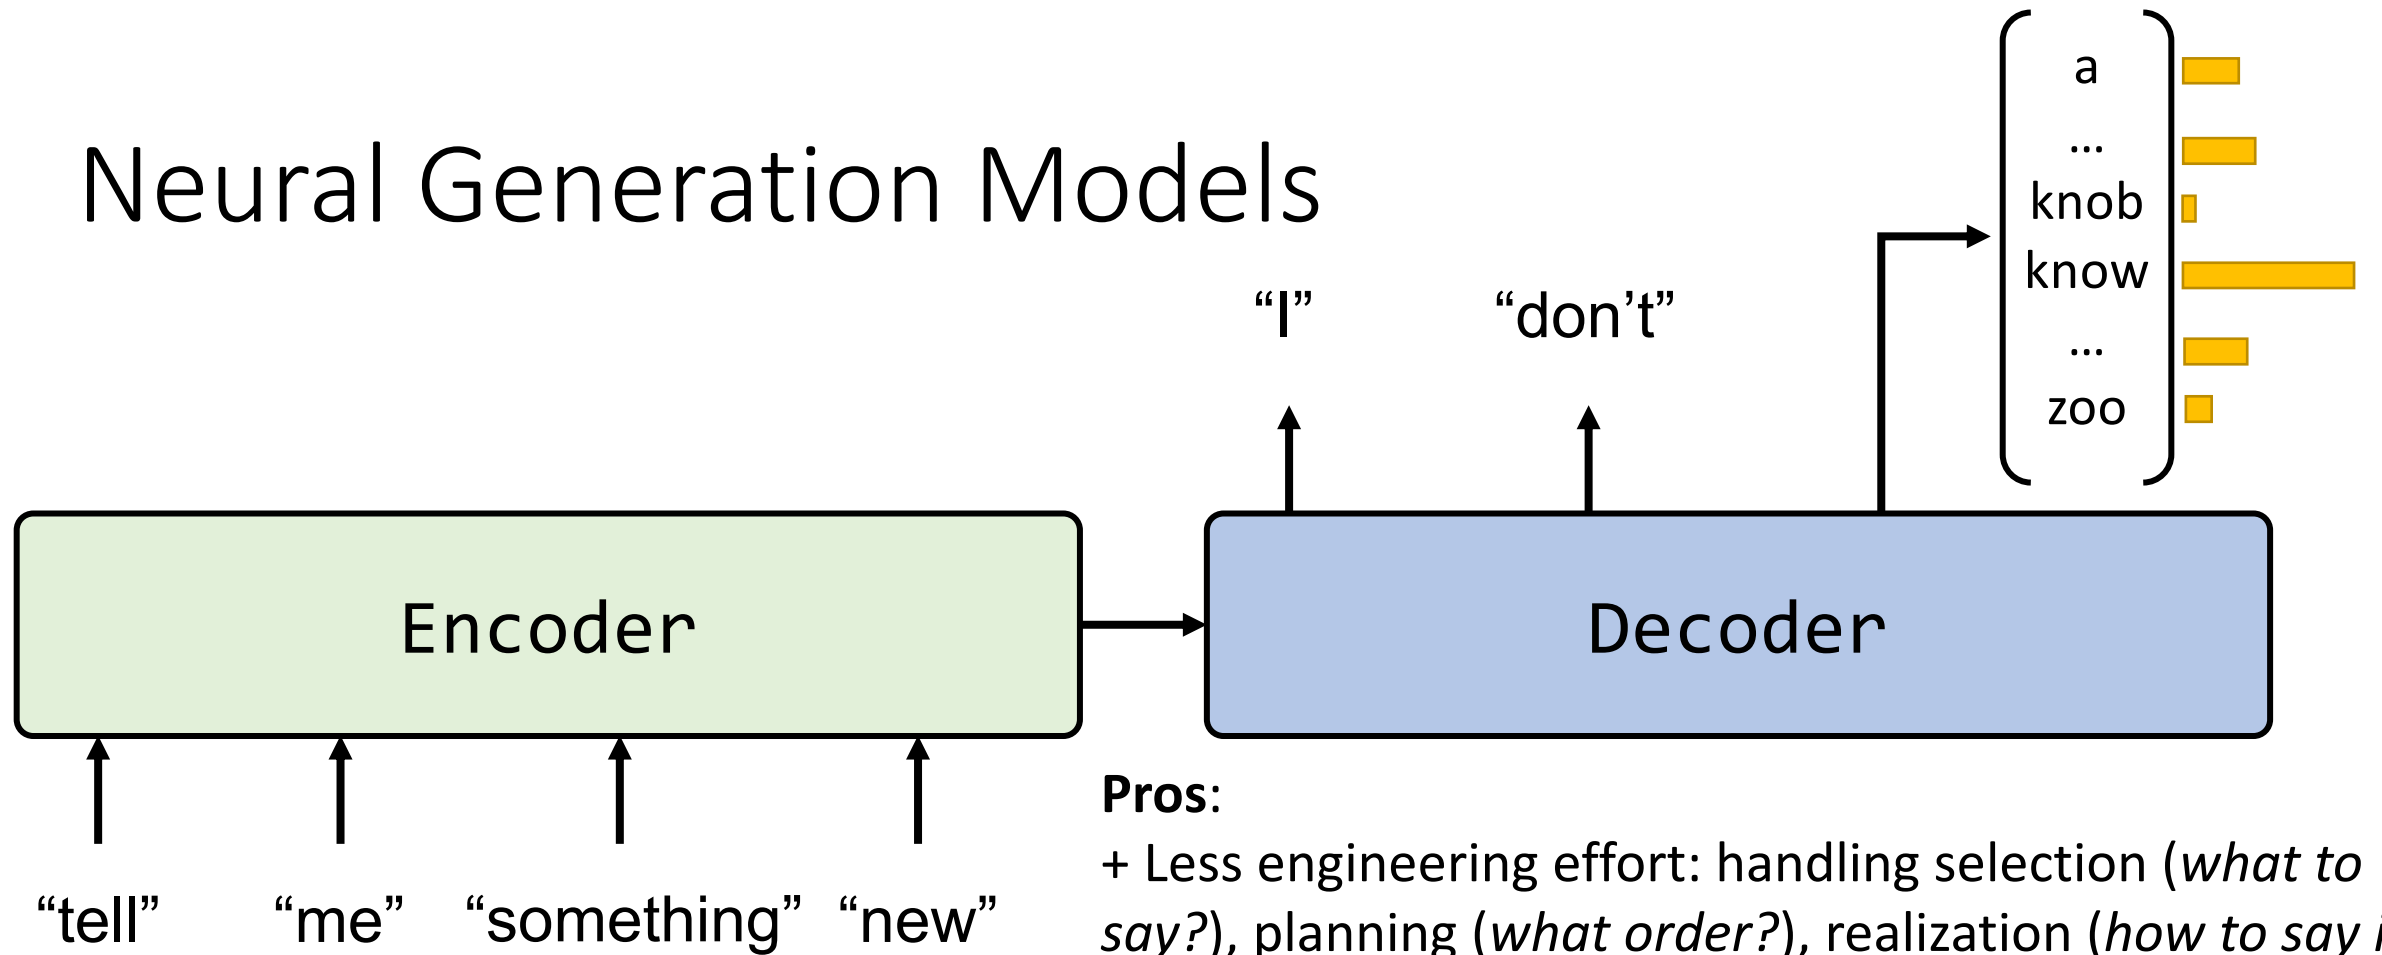 Neural Generation Models
a
...
knob
know
...
zoo
“I” “don’t”
Encoder
Decoder
“tell” “me” “something” “new”
Pros:
+ Less engineering effort: handling selection (what to
say?), planning (what order?), realization (how to say